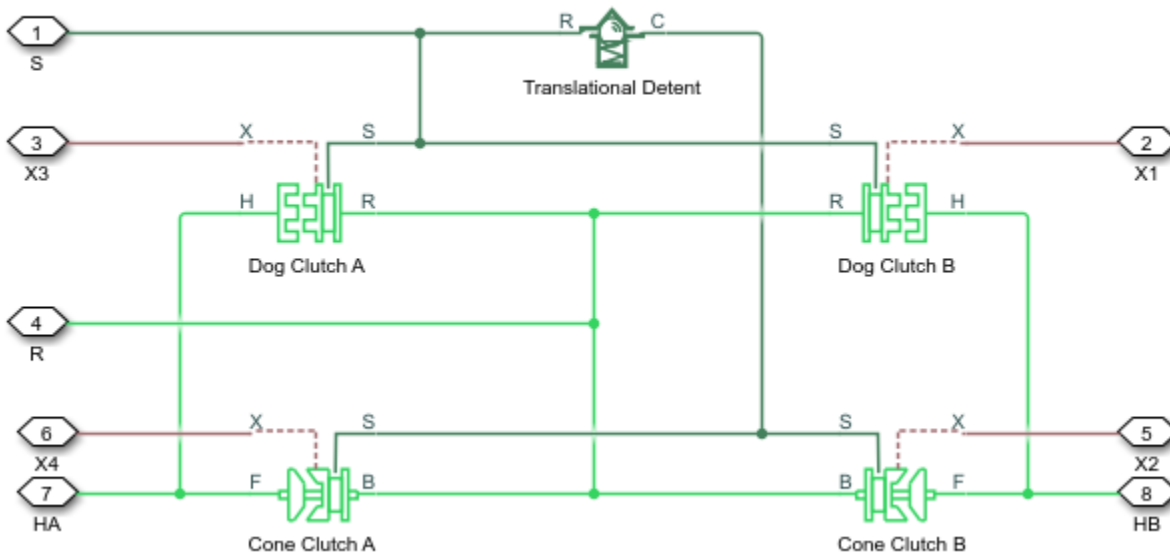 1
S
R
C
Translational Detent
3
X3
X
S
S
X
2
X1
H
R
R
H
Dog Clutch A
Dog Clutch B
4
R
6
X4
X
S
S
X
5
X2
7
HA
F
B
B
F
8
HB
Cone Clutch A
Cone Clutch B